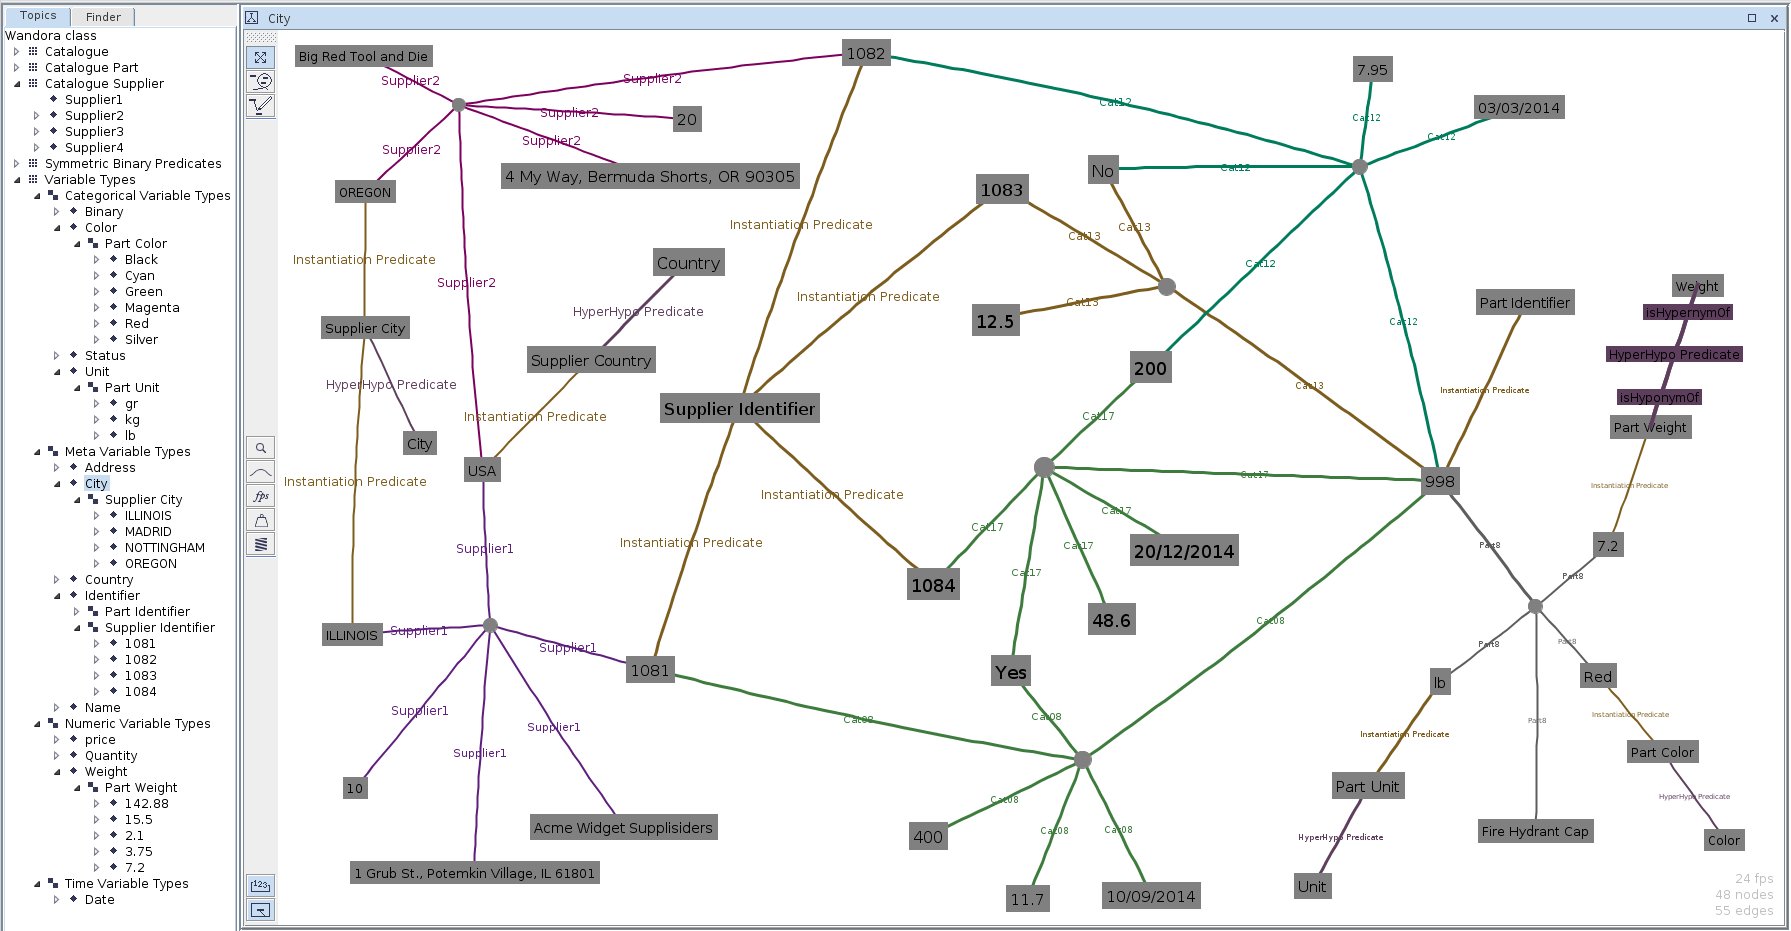 Topics
Finder
Wandora class
Catalogue
Catalogue Part
Catalogue Supplier
Supplier1
Supplier2
Supplier3
Supplier4
Symmetric Binary Predicates
Variable Types
Categorical Variable Types
Binary
Color
Part Color
Black
Cyan
Green
Magenta
Red
Silver
Status
Unit
Part Unit
gr
kg
lb
Meta Variable Types
Address
City
Supplier City
ILLINOIS
MADRID
NOTTINGHAM
OREGON
Country
Identifier
Part Identifier
Supplier Identifier
1081
1082
1083
1084
Name
Numeric Variable Types
price
Quantity
Weight
Part Weight
142.88
15.5
2.1
3.75
7.2
Time Variable Types
Date
City
fps
123
Big Red Tool and Die
1082
7.95
Supplier2
Supplier2
Cat12
03/03/2014
Supplier2
20
Cat12
Cat12
Supplier2
Supplier2
4 My Way, Bermuda Shorts, OR 90305
No
Cat12
OREGON
1083
Instantiation Predicate
Cat13
Cat13
Instantiation Predicate
Country
Cat12
Supplier2
Instantiation Predicate
Cat13
Weight
Part Identifier
HyperHypo Predicate
isHypernymOf
Supplier City
12.5
Cat12
Supplier Country
HyperHypo Predicate
200
HyperHypo Predicate
Cat13
Instantiation Predicate
isHyponymOf
Supplier Identifier
Instantiation Predicate
Cat17
Part Weight
City
USA
Cat17
998
Instantiation Predicate
Instantiation Predicate
Instantiation Predicate
Cat17
Cat17
Instantiation Predicate
Supplier1
Cat17
20/12/2014
Part8
7.2
Cat17
Part8
1084
48.6
Cat08
ILLINOIS
Supplier1
Supplier1
Part8
Part8
1081
Yes
lb
Red
Supplier1
Cat08
Cat08
Part8
Instantiation Predicate
Supplier1
Instantiation Predicate
Supplier1
Part Color
10
Part Unit
HyperHypo Predicate
Cat08
Acme Widget Supplisiders
400
Cat08
Cat08
HyperHypo Predicate
Fire Hydrant Cap
Color
1 Grub St., Potemkin Village, IL 61801
11.7
10/09/2014
Unit
24 fps
48 nodes
55 edges